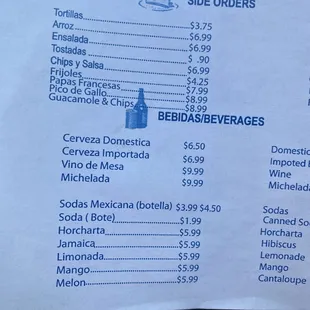 SIDE ORDERS
Tortillas $3.75
Arroz $6.99
Ensalada $6.99
Tostadas $ .90
Chips y Salsa $6.99
Frijoles $4.25
Papas Francesas $7.99
Pico de Gallo $8.99
Guacamole & Chips $8.99
BEBIDAS/BEVERAGES
Cerveza Domestica $6.50
Cerveza Importada $6.99
Vino de Mesa $9.99
Michelada $9.99
Sodas Mexicana (botella) $3.99 $4.50
Soda ( Bote) $1.99
Horcharta $5.99
Jamaica $5.99
Limonada $5.99
Mango $5.99
Melon $5.99
Domestic
Impoted
Wine
Michelada
Sodas
Canned So
Horcharta
Hibiscus
Lemonade
Mango
Cantaloupe